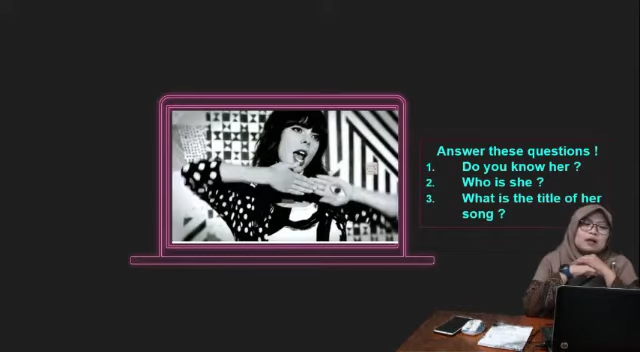 Answer these questions !
1. Do you know her ?
2. Who is she ?
3. What is the title of her
song ?
hp